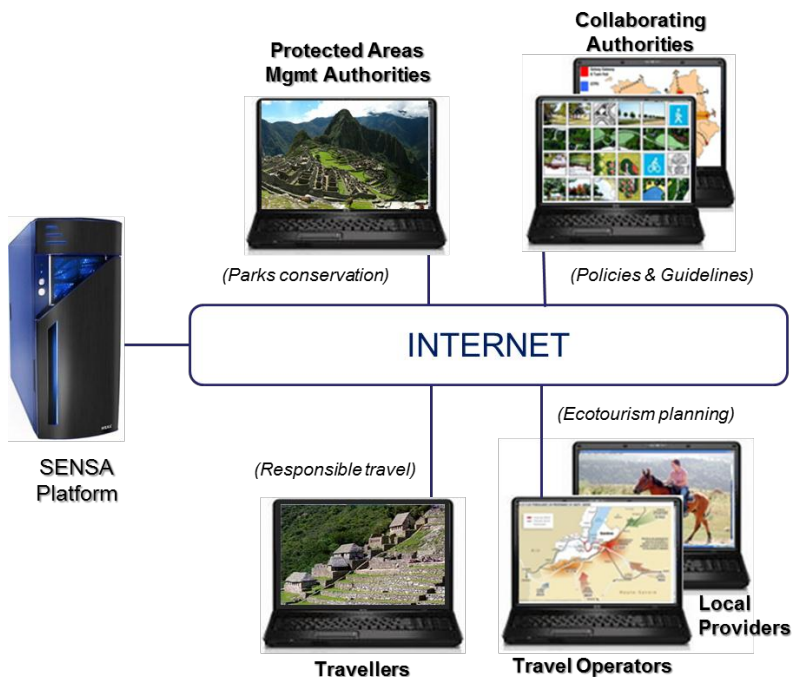 Protected Areas
Mgmt Authorities
Collaborating
Authorities
(Parks conservation)
(Policies & Guidelines)
INTERNET
SENSA
Platform
(Responsible travel)
(Ecotourism planning)
Travellers
Travel Operators
Local
Providers